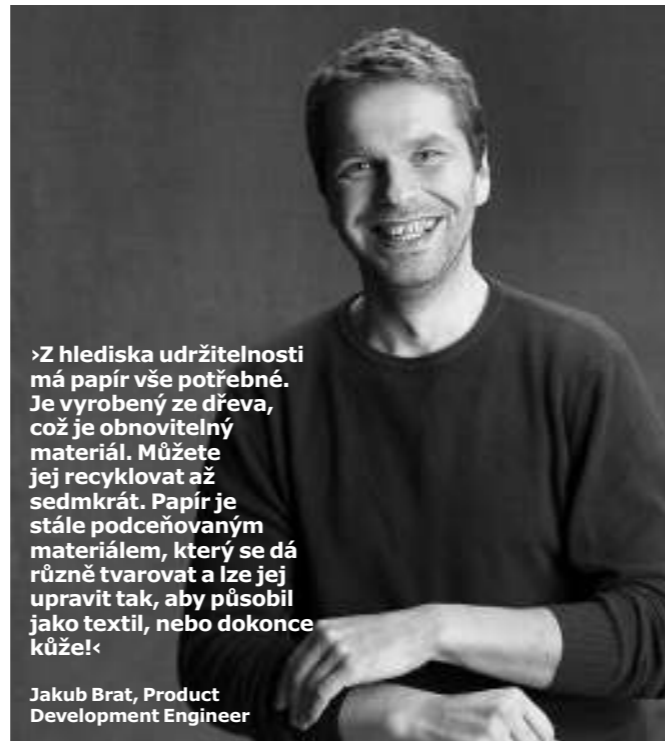 ›Z hlediska udržitelnosti
má papír vše potřebné.
Je vyrobený ze dřeva,
což je obnovitelný
materiál. Můžete
jej recyklovat až
sedmkrát. Papír je
stále podceňovaným
materiálem, který se dá
různě tvarovat a lze jej
upravit tak, aby působil
jako textil, nebo dokonce
kůže!‹
Jakub Brat, Product
Development Engineer